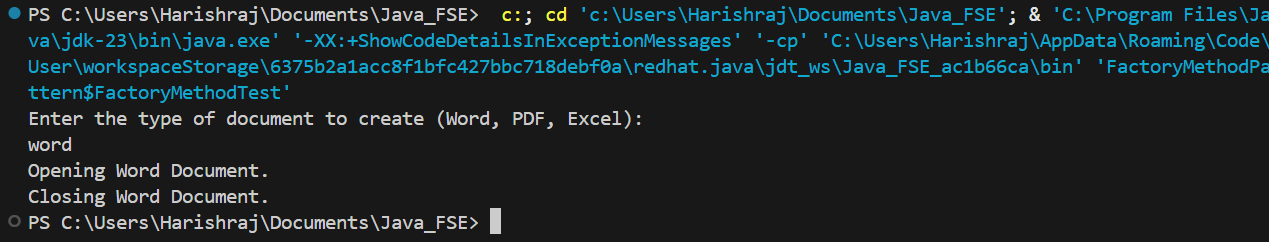 PS C:\Users\Harishraj\Documents\Java_FSE>  c:; cd 'c:\Users\Harishraj\Documents\Java_FSE'; & 'C:\Program Files\Ja
va\jdk-23\bin\java.exe' '-XX:+ShowCodeDetailsInExceptionMessages' '-cp' 'C:\Users\Harishraj\AppData\Roaming\Code\
User\workspaceStorage\6375b2a1acc8f1bfc427bbc718debf0a\redhat.java\jdt_ws\Java_FSE_ac1b66ca\bin' 'FactoryMethodPa
ttern$FactoryMethodTest'
Enter the type of document to create (Word, PDF, Excel):
word
Opening Word Document.
Closing Word Document.
PS C:\Users\Harishraj\Documents\Java_FSE>